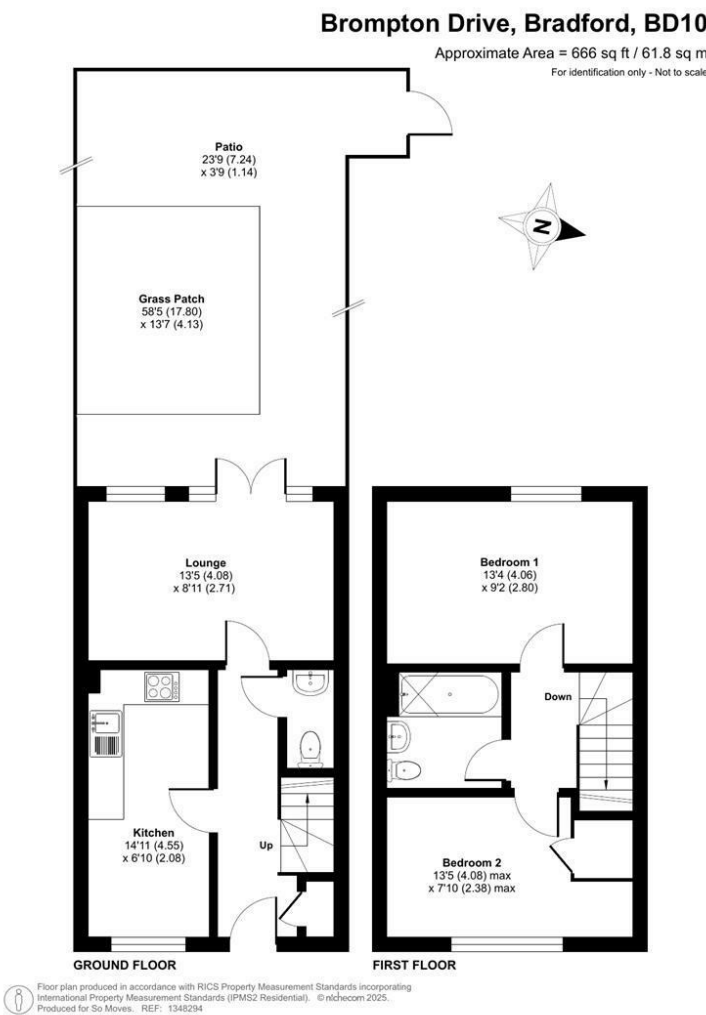 Brompton Drive, Bradford, BD10
Approximate Area = 666 sq ft / 61.8 sq m
For identification only - Not to scale
Patio
23'9 (7.24)
x 3'9 (1.14)
N
Grass Patch
58'5 (17.80)
x 13'7 (4.13)
Lounge
13'5 (4.08)
x 8'11 (2.71)
Bedroom 1
13'4 (4.06)
x 9'2 (2.80)
Down
Kitchen
14'11 (4.55)
x 6'10 (2.08)
Up
Bedroom 2
13'5 (4.08) max
x 7'10 (2.38) max
GROUND FLOOR
FIRST FLOOR
Floor plan produced in accordance with RICS Property Measurement Standards incorporating
International Property Measurement Standards (IPMS2 Residential). © nichecom 2025.
Produced for So Moves. REF: 1348294